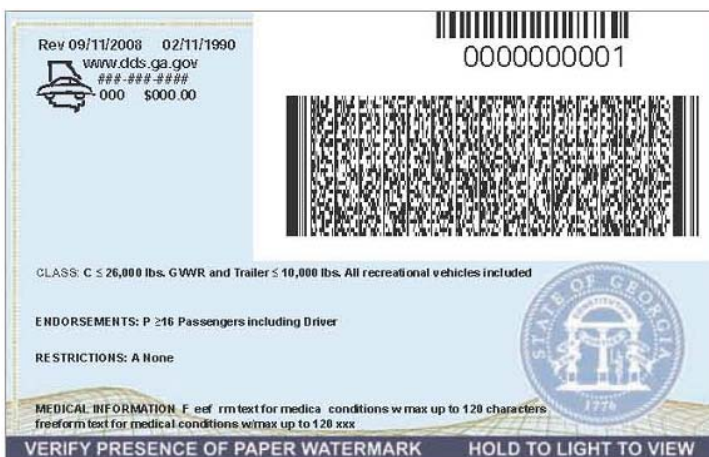 Rev 09/11/2008 02/11/1990
www.dds.ga.gov
###-###-####
000 $000.00
0000000001
CLASS: C ≤ 26,000 lbs. GVWR and Trailer ≤ 10,000 lbs. All recreational vehicles included
ENDORSEMENTS: P ≥16 Passengers including Driver
RESTRICTIONS: A None
MEDICAL INFORMATION F eef rm text for medica conditions w max up to 120 characters
freeform text for medical conditions w/max up to 120 xxx
STATE OF GEORGIA
CONSTITUTION
1776
VERIFY PRESENCE OF PAPER WATERMARK HOLD TO LIGHT TO VIEW